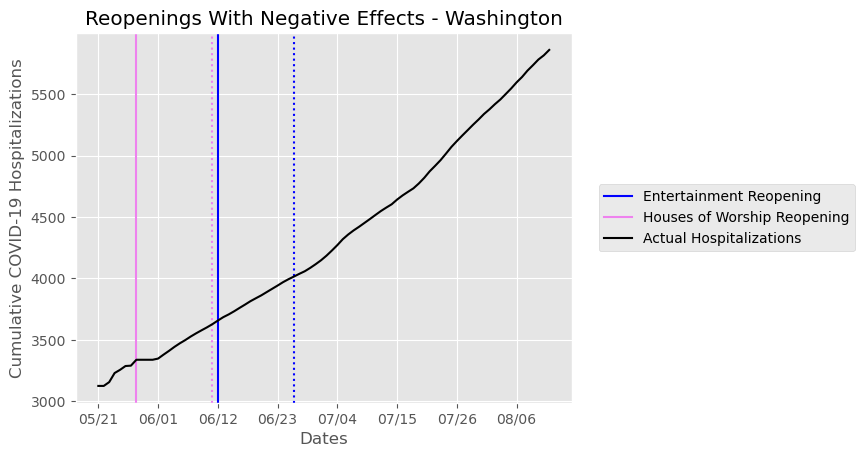 Reopenings With Negative Effects - Washington
Cumulative COVID-19 Hospitalizations
5500
5000
4500
4000
3500
3000
05/21 06/01 06/12 06/23 07/04 07/15 07/26 08/06
Dates
Entertainment Reopening
Houses of Worship Reopening
Actual Hospitalizations